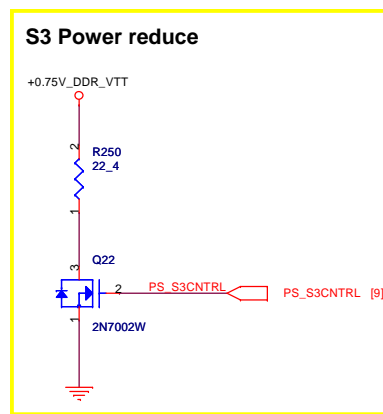 S3 Power reduce
+0.75V_DDR_VTT
2
R250
22_4
1
3
Q22
2
PS_S3CNTRL
PS_S3CNTRL [9]
1
2N7002W